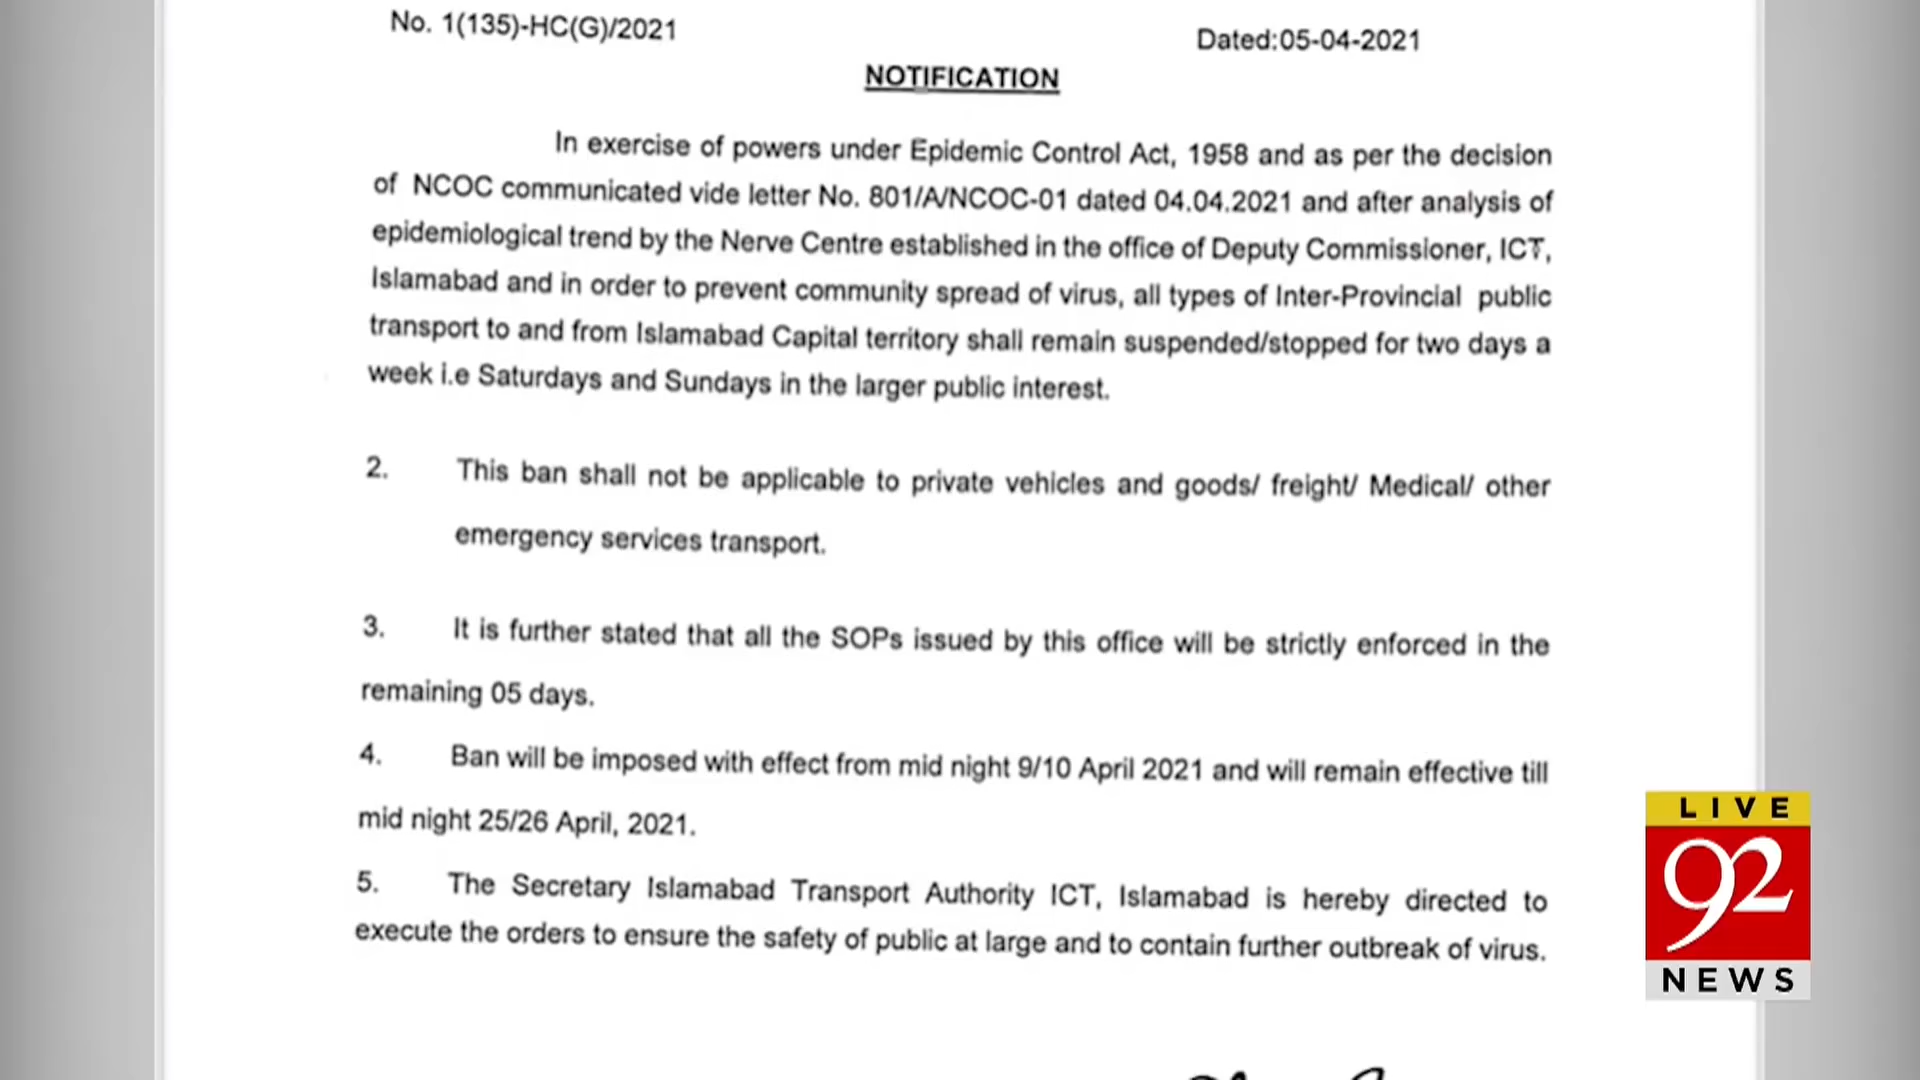 No. 1(135)-HC(G)/2021
Dated:05-04-2021
NOTIFICATION
In exercise of powers under Epidemic Control Act, 1958 and as per the decision
of NCOC communicated vide letter No. 801/A/NCOC-01 dated 04.04.2021 and after analysis of
epidemiological trend by the Nerve Centre established in the office of Deputy Commissioner, ICT,
Islamabad and in order to prevent community spread of virus, all types of Inter-Provincial public
transport to and from Islamabad Capital territory shall remain suspended/stopped for two days a
week i.e Saturdays and Sundays in the larger public interest.
2. This ban shall not be applicable to private vehicles and goods/ freight/ Medical/ other
emergency services transport.
3. It is further stated that all the SOPs issued by this office will be strictly enforced in the
remaining 05 days.
4. Ban will be imposed with effect from mid night 9/10 April 2021 and will remain effective till
mid night 25/26 April, 2021.
5. The Secretary Islamabad Transport Authority ICT, Islamabad is hereby directed to
execute the orders to ensure the safety of public at large and to contain further outbreak of virus.
LIVE
92
NEWS